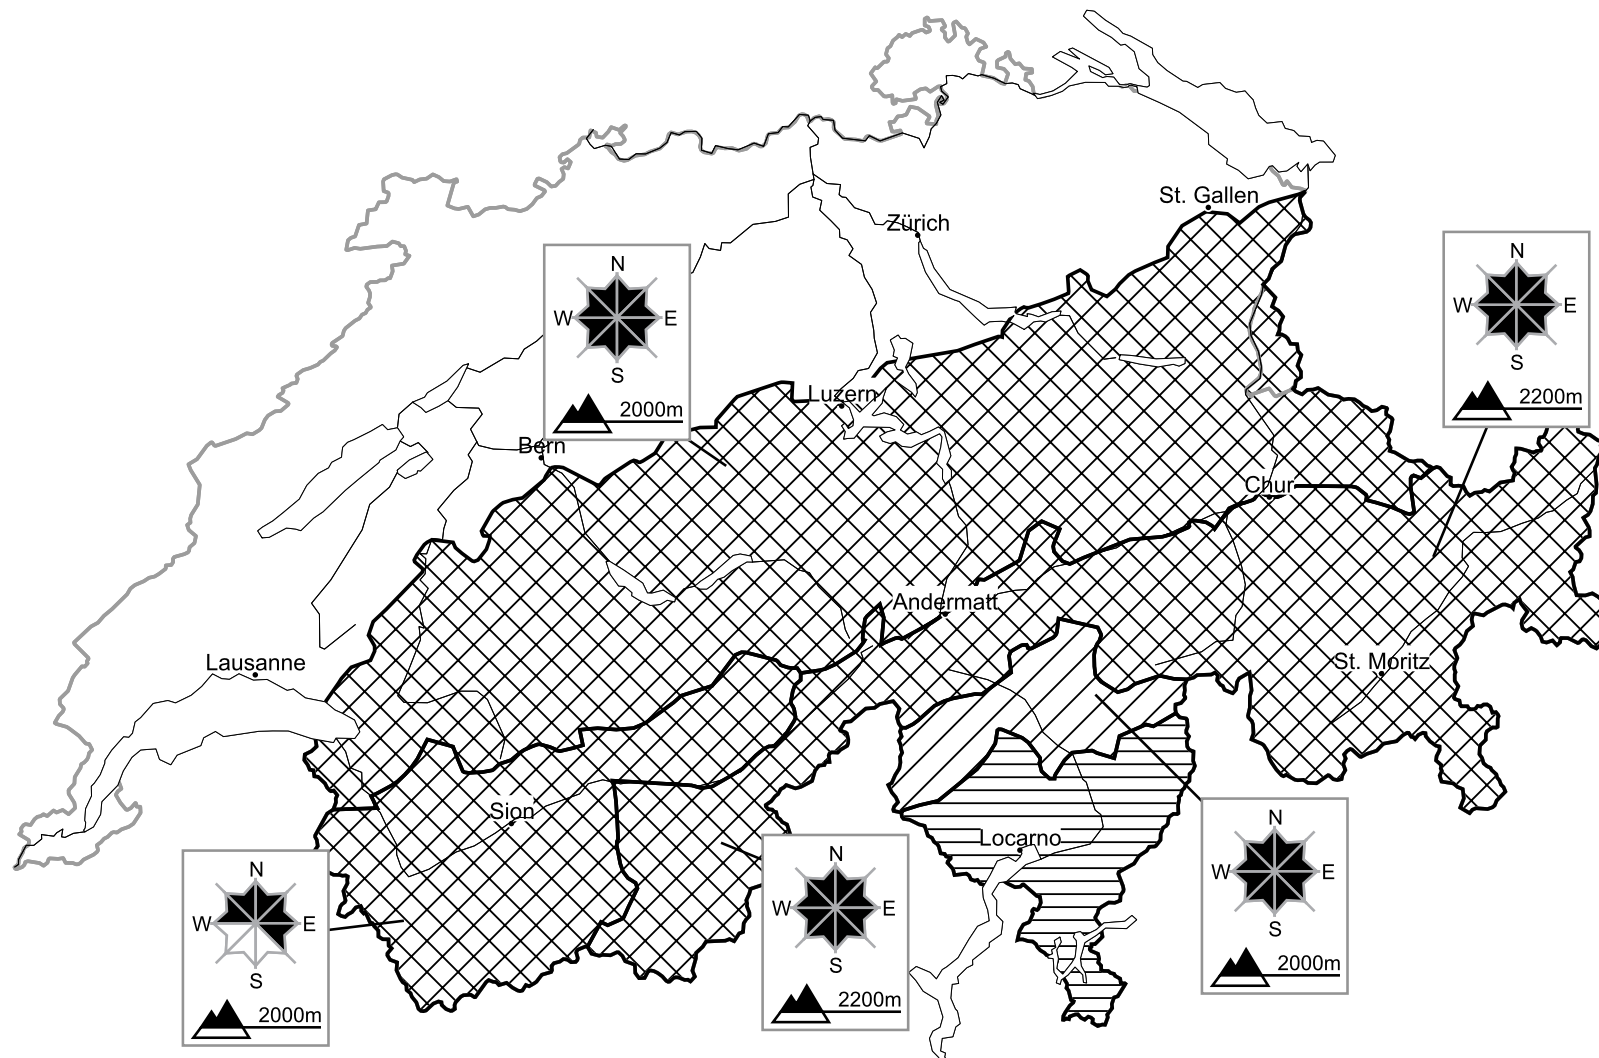 St. Gallen
Zürich
N
W E
S
2000m
N
W E
S
2200m
Luzern
Bern
Chur
Andermatt
Lausanne
St. Moritz
Sion
Locarno
N
W E
S
2000m
N
W E
S
2200m
N
W E
S
2000m